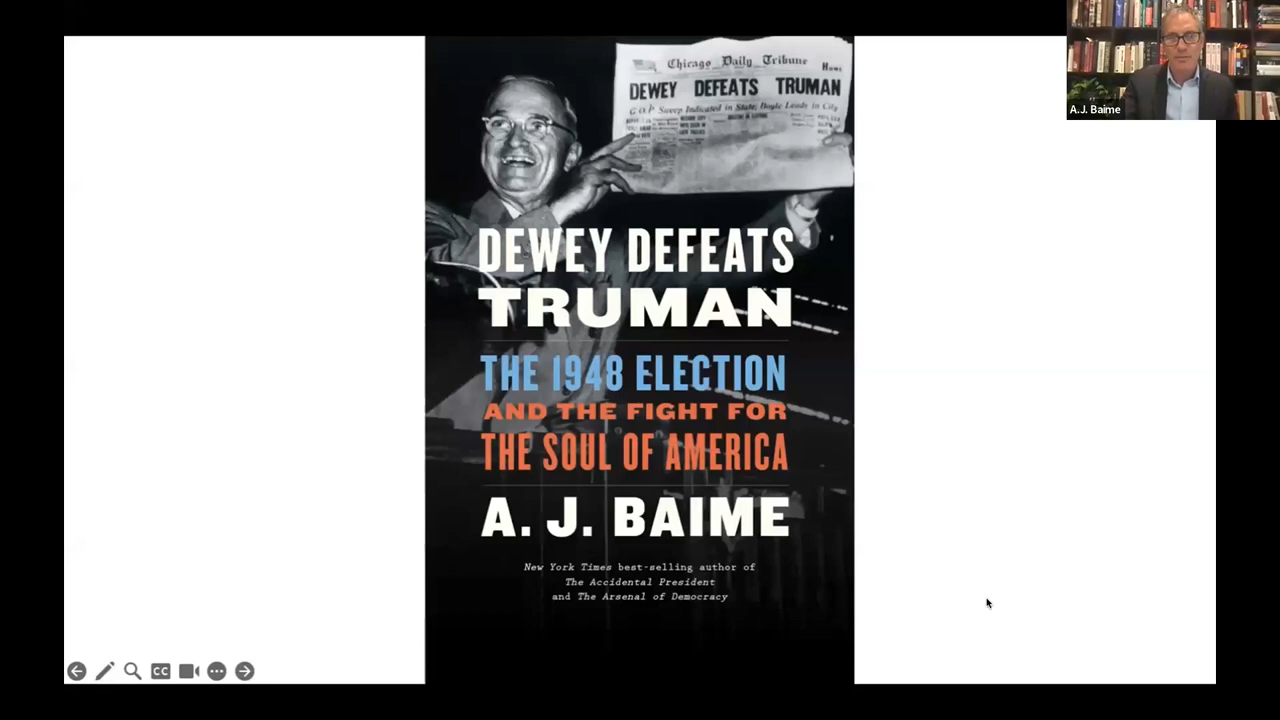 Chicago Daily Tribune
HOME
DEWEY DEFEATS TRUMAN
G.O.P. Sweep Indicated in State; Boyle Leads in City
DEWEY DEFEATS
TRUMAN
THE 1948 ELECTION
AND THE FIGHT FOR
THE SOUL OF AMERICA
A. J. BAIME
New York Times best-selling author of
The Accidental President
and The Arsenal of Democracy
A.J. Baime
CC